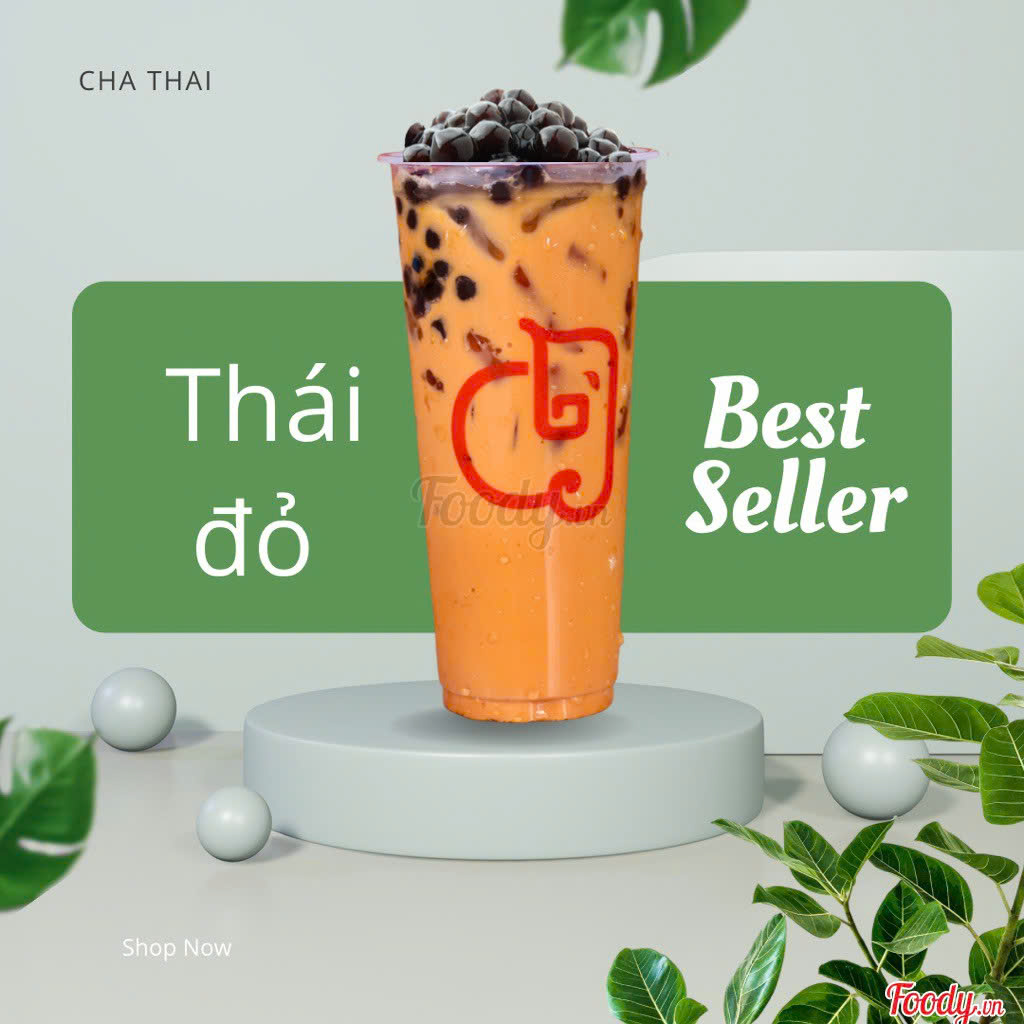 CHA THAI
Thái
đỏ
Best
Seller
Foody.vn
Shop Now
Foody.vn